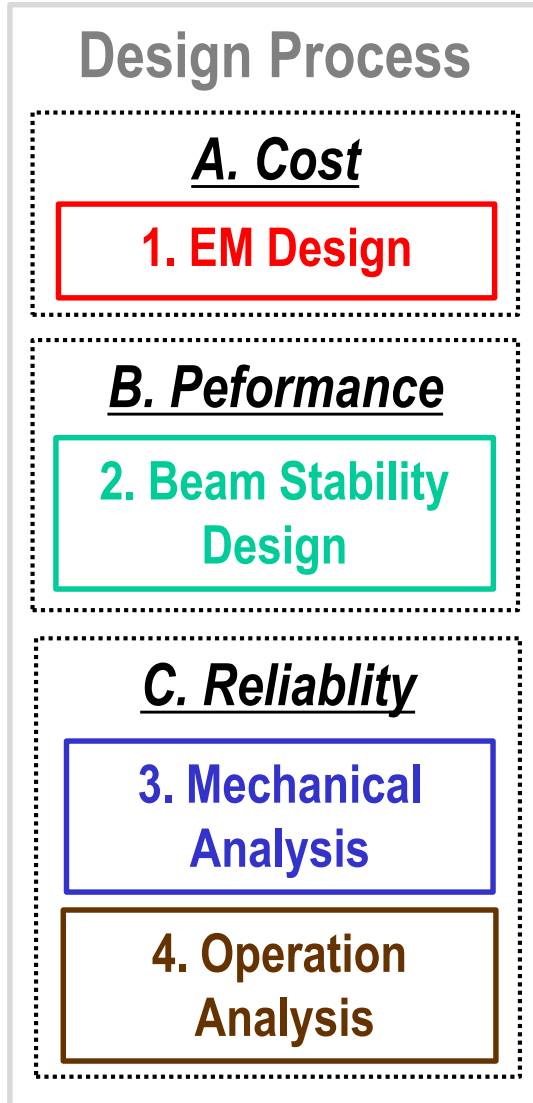 Design Process
A. Cost
1. EM Design
B. Peformance
2. Beam Stability
Design
C. Reliablity
3. Mechanical
Analysis
4. Operation
Analysis